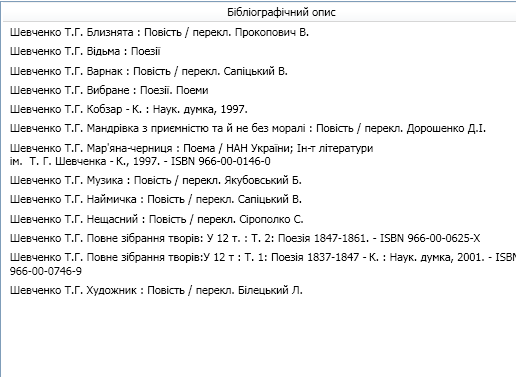 Бібліографічний опис
Шевченко Т.Г. Близнята : Повість / перекл. Прокопович В.
Шевченко Т.Г. Відьма : Поезії
Шевченко Т.Г. Варнак : Повість / перекл. Сапіцький В.
Шевченко Т.Г. Вибране : Поезії. Поеми
Шевченко Т.Г. Кобзар - К. : Наук. думка, 1997.
Шевченко Т.Г. Мандрівка з приємністю та й не без моралі : Повість / перекл. Дорошенко Д.І.
Шевченко Т.Г. Мар'яна-черниця : Поема / НАН України; Ін-т літератури
ім. Т. Г. Шевченка - К., 1997. - ISBN 966-00-0146-0
Шевченко Т.Г. Музика : Повість / перекл. Якубовський Б.
Шевченко Т.Г. Наймичка : Повість / перекл. Сапіцький В.
Шевченко Т.Г. Нещасний : Повість / перекл. Сірополко С.
Шевченко Т.Г. Повне зібрання творів: У 12 т. : Т. 2: Поезія 1847-1861. - ISBN 966-00-0625-X
Шевченко Т.Г. Повне зібрання творів:У 12 т : Т. 1: Поезія 1837-1847 - К. : Наук. думка, 2001. - ISBN
966-00-0746-9
Шевченко Т.Г. Художник : Повість / перекл. Білецький Л.